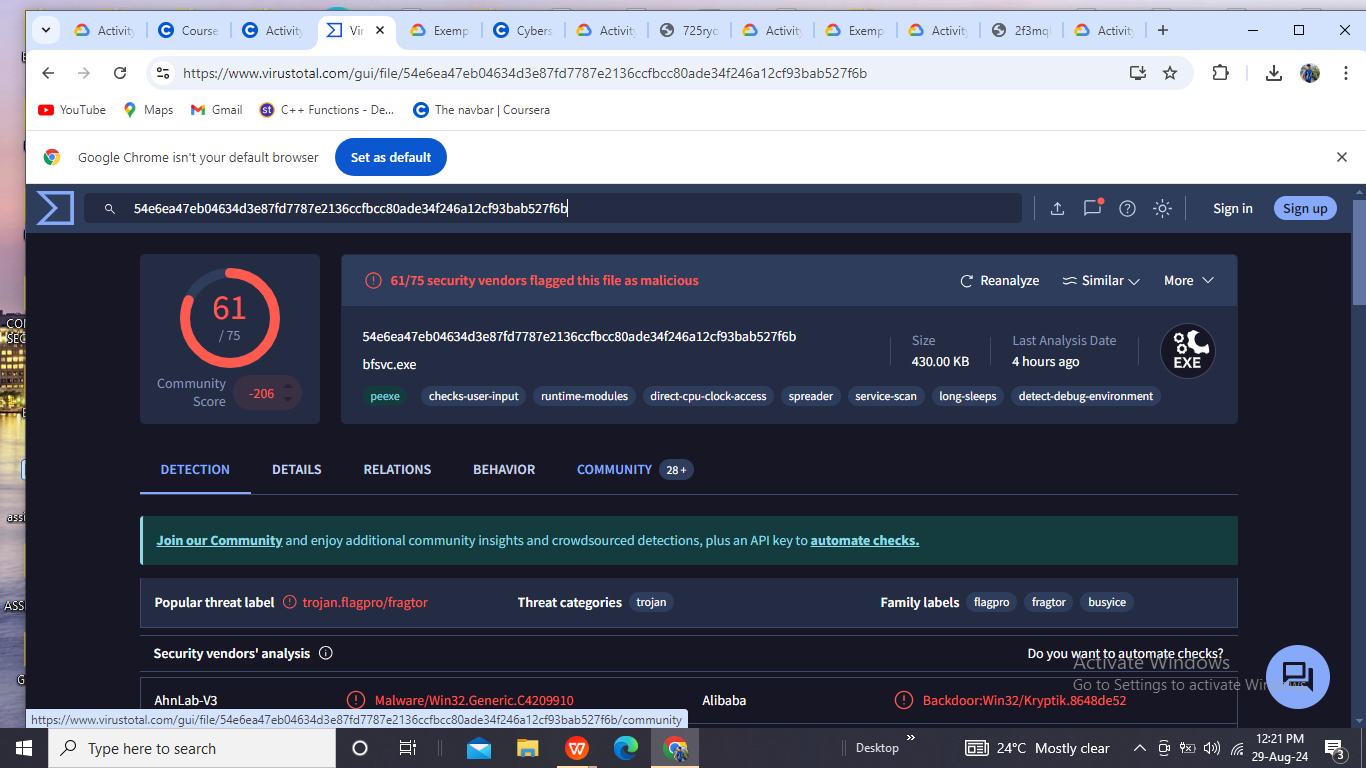 Activity
Course
Activity
Vir
Exemp
Cybers
Activity
725ryc
Activity
Exemp
Activity
2f3mq
Activity
https://www.virustotal.com/gui/file/54e6ea47eb04634d3e87fd7787e2136ccfbcc80ade34f246a12cf93bab527f6b
YouTube
Maps
Gmail
C++ Functions - De...
The navbar | Coursera
Google Chrome isn't your default browser
Set as default
54e6ea47eb04634d3e87fd7787e2136ccfbcc80ade34f246a12cf93bab527f6b
Sign in
Sign up
61
/ 75
Community
Score
-206
61/75 security vendors flagged this file as malicious
Reanalyze
Similar
More
54e6ea47eb04634d3e87fd7787e2136ccfbcc80ade34f246a12cf93bab527f6b
bfsvc.exe
Size
430.00 KB
Last Analysis Date
4 hours ago
EXE
peexe
checks-user-input
runtime-modules
direct-cpu-clock-access
spreader
service-scan
long-sleeps
detect-debug-environment
DETECTION
DETAILS
RELATIONS
BEHAVIOR
COMMUNITY
28+
Join our Community and enjoy additional community insights and crowdsourced detections, plus an API key to automate checks.
Popular threat label
trojan.flagpro/fragtor
Threat categories
trojan
Family labels
flagpro
fragtor
busyice
Security vendors' analysis
Do you want to automate checks?
AhnLab-V3
Malware/Win32.Generic.C4209910
Alibaba
Backdoor:Win32/Kryptik.8648de52
Activate Windows
Go to Settings to activate Windows.
https://www.virustotal.com/gui/file/54e6ea47eb04634d3e87fd7787e2136ccfbcc80ade34f246a12cf93bab527f6b/community
Type here to search
Desktop
24°C Mostly clear
12:21 PM
29-Aug-24
3